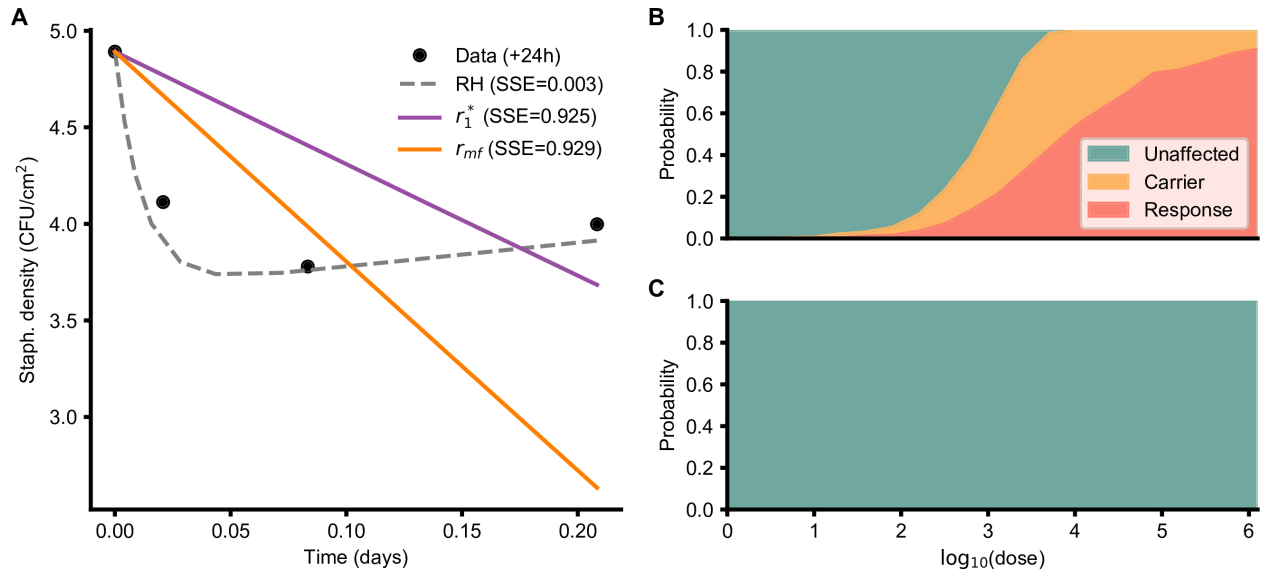 A
5.0
4.5
4.0
3.5
3.0
Staph. density (CFU/cm²)
0.00
0.05
0.10
0.15
0.20
Time (days)
Data (+24h)
RH (SSE=0.003)
r₁* (SSE=0.925)
r_mf (SSE=0.929)
B
1.0
0.8
0.6
0.4
0.2
0.0
Probability
Unaffected
Carrier
Response
C
1.0
0.8
0.6
0.4
0.2
0.0
Probability
0
1
2
3
4
5
6
log₁₀(dose)